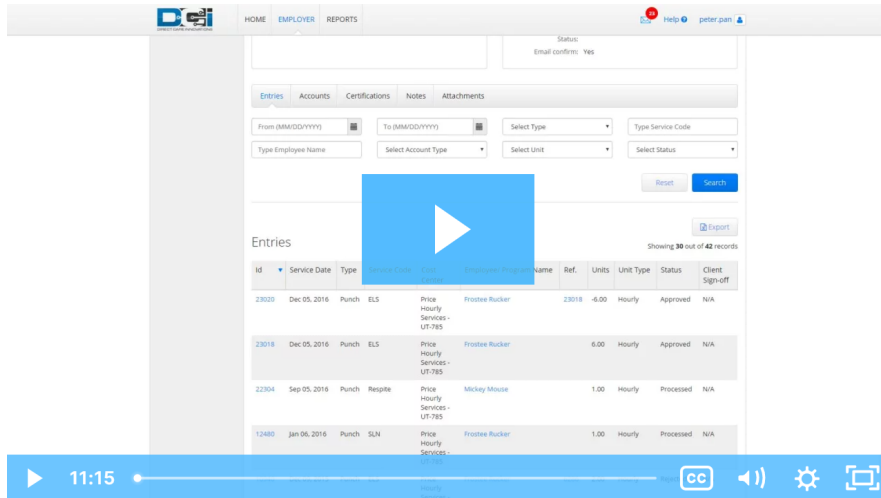 DCI
DIRECT CARE INNOVATIONS
HOME EMPLOYER REPORTS
Help peter.pan
Status:
Email confirm: Yes
Entries Accounts Certifications Notes Attachments
From (MM/DD/YYYY) To (MM/DD/YYYY) Select Type Type Service Code
Type Employee Name Select Account Type Select Unit Select Status
Reset Search
Export
Entries
Showing 30 out of 42 records
Id Service Date Type Name Ref. Units Unit Type Status Client
Sign-off
23020 Dec 05, 2016 Punch ELS Price Frostee Rucker 23018 -6.00 Hourly Approved N/A
Hourly
Services -
UT-785
23018 Dec 05, 2016 Punch ELS Price Frostee Rucker 6.00 Hourly Approved N/A
Hourly
Services -
UT-785
22304 Sep 05, 2016 Punch Respite Price Mickey Mouse 1.00 Hourly Processed N/A
Hourly
Services -
UT-785
12480 Jan 06, 2016 Punch SLN Price Frostee Rucker 1.00 Hourly Processed N/A
Hourly
Services -
11:15 CC